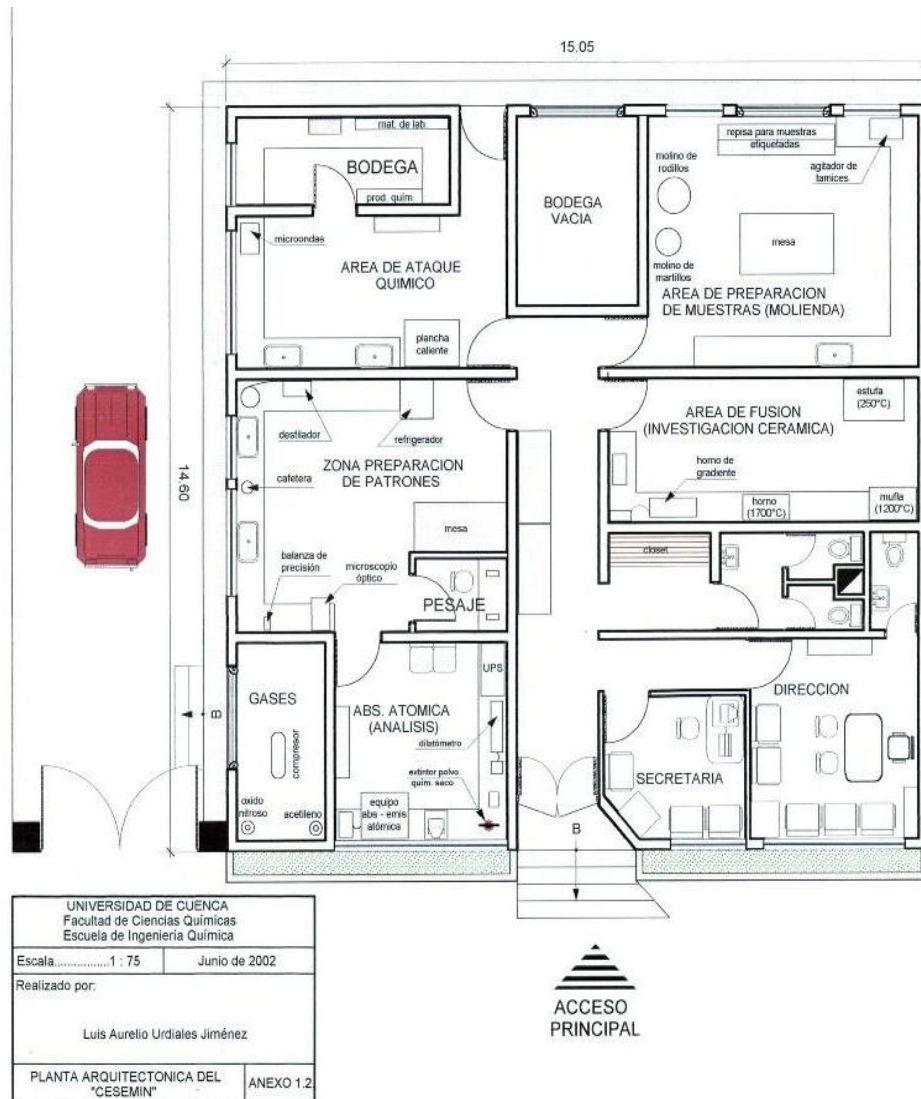 15.05
14.60
mat. de lab.
BODEGA
prod. quim.
microondas
AREA DE ATAQUE
QUIMICO
plancha
caliente
BODEGA
VACIA
repisa para muestras
etiquetadas
molino de
rodillos
agitador de
tamices
mesa
molino de
martillos
AREA DE PREPARACION
DE MUESTRAS (MOLIENDA)
destilador
refrigerador
ZONA PREPARACION
DE PATRONES
cafetera
mesa
balanza de
precisión
microscopio
óptico
PESAJE
estufa
(250°C)
AREA DE FUSION
(INVESTIGACION CERAMICA)
horno de
gradiente
horno
(1700°C)
mufla
(1200°C)
closet
GASES
compresor
oxido
nitroso
acetileno
ABS. ATOMICA
(ANALISIS)
UPS
dilatómetro
extintor polvo
quim. seco
equipo
abs - emis
atómica
B
B
SECRETARIA
DIRECCION
ACCESO
PRINCIPAL
UNIVERSIDAD DE CUENCA
Facultad de Ciencias Químicas
Escuela de Ingeniería Química
Escala................1 : 75
Junio de 2002
Realizado por:
Luis Aurelio Urdiales Jiménez
PLANTA ARQUITECTONICA DEL
"CESEMIN"
ANEXO 1.2